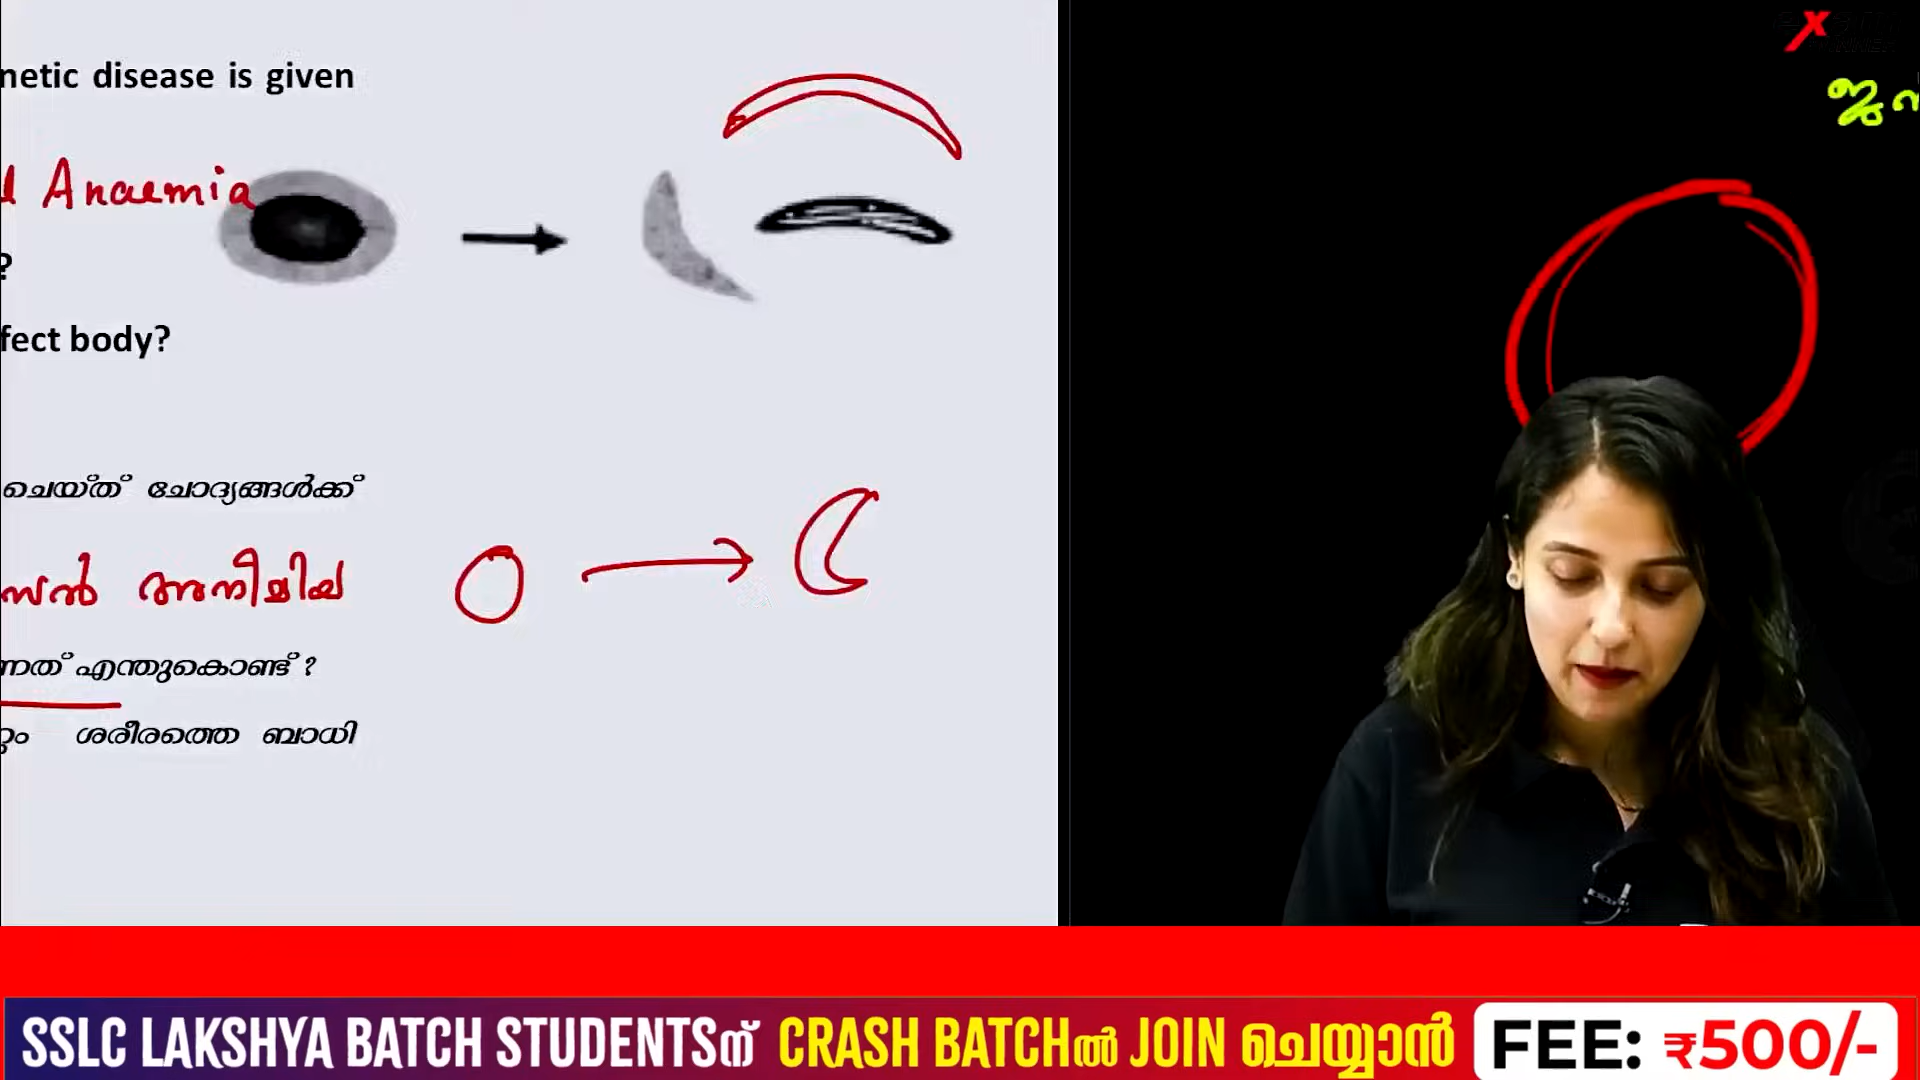 netic disease is given
l Anaemia
?
fect body?
ചെയ്ത് ചോദ്യങ്ങൾക്ക്
സൽ അനീമിയ
ന്നത് എന്തുകൊണ്ട് ?
റ്റം ശരീരത്തെ ബാധി
SSLC LAKSHYA BATCH STUDENTSന് CRASH BATCHൽ JOIN ചെയ്യാൻ FEE: ₹500/-